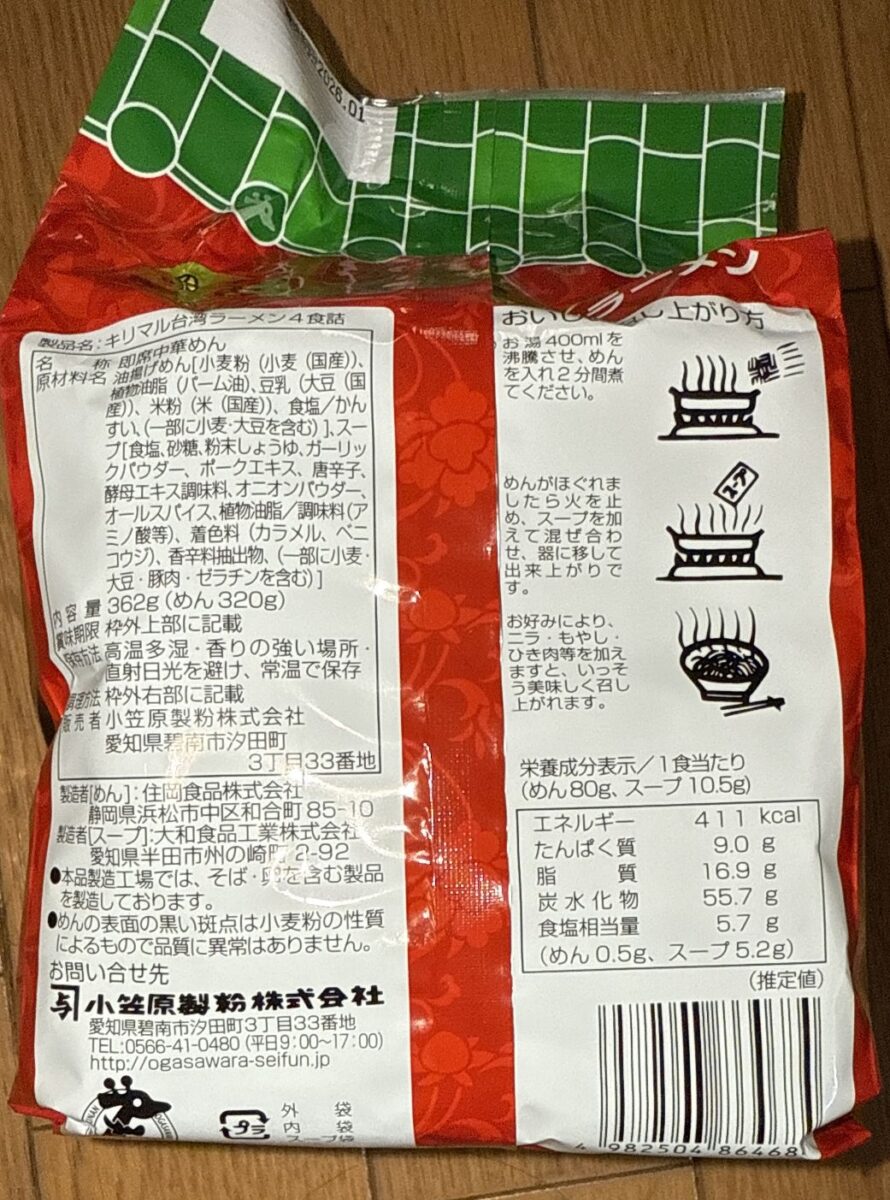 2026.01
ラーメン
製品名:キリマル台湾ラーメン4食詰
名 称 即席中華めん
原材料名 油揚げめん[小麦粉(小麦(国産))、
植物油脂(パーム油)、豆乳(大豆(国
産))、米粉(米(国産))、食塩/かん
すい、(一部に小麦・大豆を含む)]、スー
プ[食塩、砂糖、粉末しょうゆ、ガーリッ
クパウダー、ポークエキス、唐辛子、
酵母エキス調味料、オニオンパウダー、
オールスパイス、植物油脂/調味料(ア
ミノ酸等)、着色料(カラメル、ベニ
コウジ)、香辛料抽出物、(一部に小麦・
大豆・豚肉・ゼラチンを含む)]
内容量 362g(めん320g)
賞味期限 枠外上部に記載
保存方法 高温多湿・香りの強い場所・
直射日光を避け、常温で保存
調理方法 枠外右部に記載
販売者 小笠原製粉株式会社
愛知県碧南市汐田町
3丁目33番地
製造者[めん]:住岡食品株式会社
静岡県浜松市中区和合町85-10
製造者[スープ]:大和食品工業株式会社
愛知県半田市州の崎町2-92
●本品製造工場では、そば・卵を含む製品
を製造しております。
●めんの表面の黒い斑点は小麦粉の性質
によるもので品質に異常はありません。
お問い合せ先
小笠原製粉株式会社
愛知県碧南市汐田町3丁目33番地
TEL:0566-41-0480(平日9:00~17:00)
http://ogasawara-seifun.jp
プラ
外 袋
内 袋
スープ袋
おいし し上がり方
お湯400mlを
沸騰させ、めん
を入れ2分間煮
てください。
めんがほぐれま
したら火を止
め、スープを加
えて混ぜ合わ
せ、器に移して
出来上がりで
す。
スープ
お好みにより、
ニラ・もやし・
ひき肉等を加え
ますと、いっそ
う美味しく召し
上がれます。
栄養成分表示/1食当たり
(めん80g、スープ10.5g)
エネルギー 411 kcal
たんぱく質 9.0 g
脂 質 16.9 g
炭水化物 55.7 g
食塩相当量 5.7 g
(めん0.5g、スープ5.2g)
(推定値)
4 982504 86468